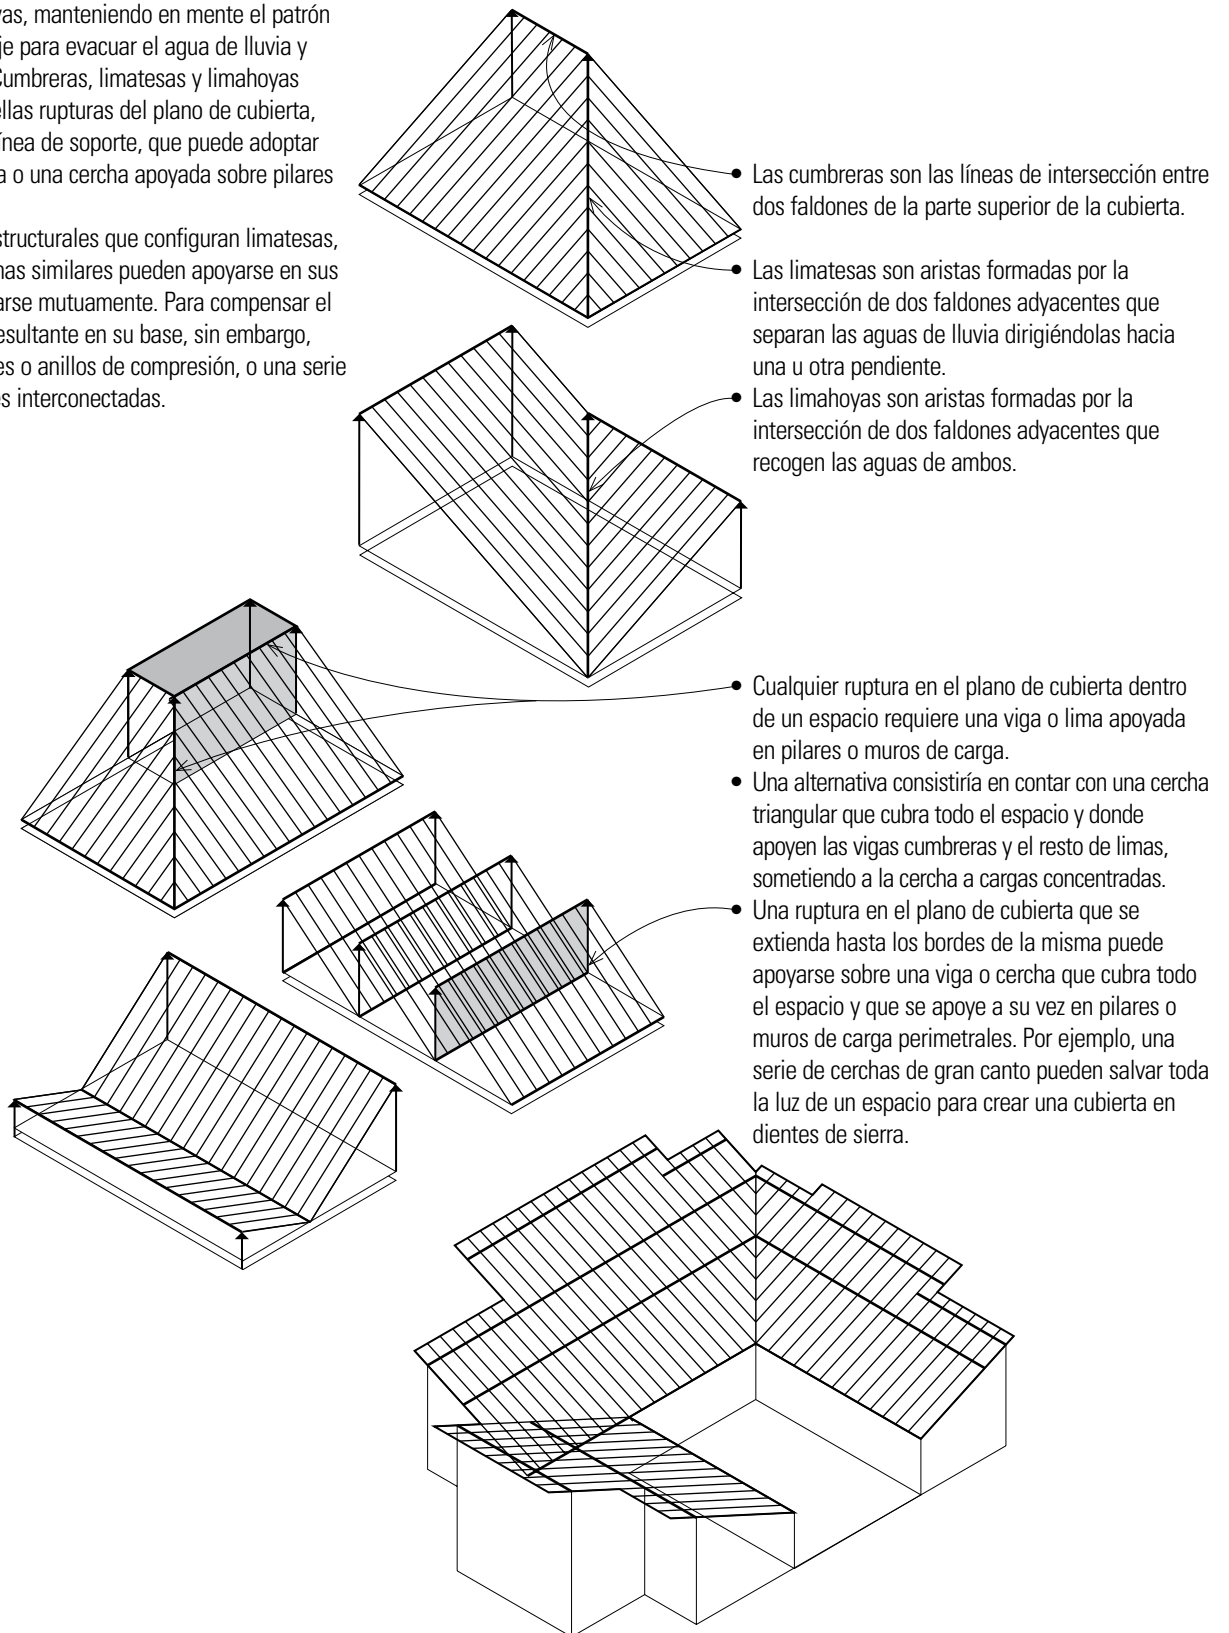 manteniendo en mente el patrón
para evacuar el agua de lluvia y
Cumbreras, limatesas y limahoyas
rupturas del plano de cubierta,
línea de soporte, que puede adoptar
o una cercha apoyada sobre pilares
que configuran limatesas,
similares pueden apoyarse en sus
mutuamente. Para compensar el
resultante en su base, sin embargo,
o anillos de compresión, o una serie
interconectadas.
• Las cumbreras son las líneas de intersección entre
dos faldones de la parte superior de la cubierta.
• Las limatesas son aristas formadas por la
intersección de dos faldones adyacentes que
separan las aguas de lluvia dirigiéndolas hacia
una u otra pendiente.
• Las limahoyas son aristas formadas por la
intersección de dos faldones adyacentes que
recogen las aguas de ambos.
• Cualquier ruptura en el plano de cubierta dentro
de un espacio requiere una viga o lima apoyada
en pilares o muros de carga.
• Una alternativa consistiría en contar con una cercha
triangular que cubra todo el espacio y donde
apoyen las vigas cumbreras y el resto de limas,
sometiendo a la cercha a cargas concentradas.
• Una ruptura en el plano de cubierta que se
extienda hasta los bordes de la misma puede
apoyarse sobre una viga o cercha que cubra todo
el espacio y que se apoye a su vez en pilares o
muros de carga perimetrales. Por ejemplo, una
serie de cerchas de gran canto pueden salvar toda
la luz de un espacio para crear una cubierta en
dientes de sierra.